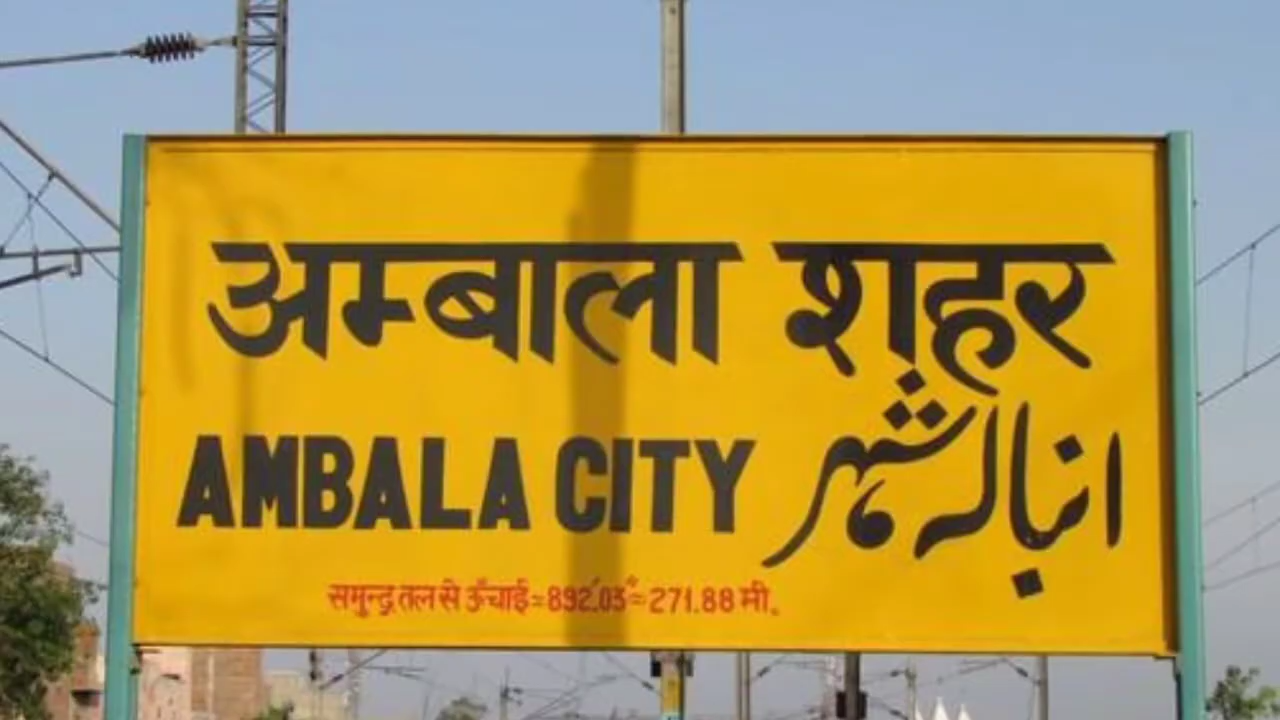 अम्बाला शहर
AMBALA CITY انبالہ شہر
समुन्द्र तल से ऊँचाई = 892'.03" = 271.88 मी.